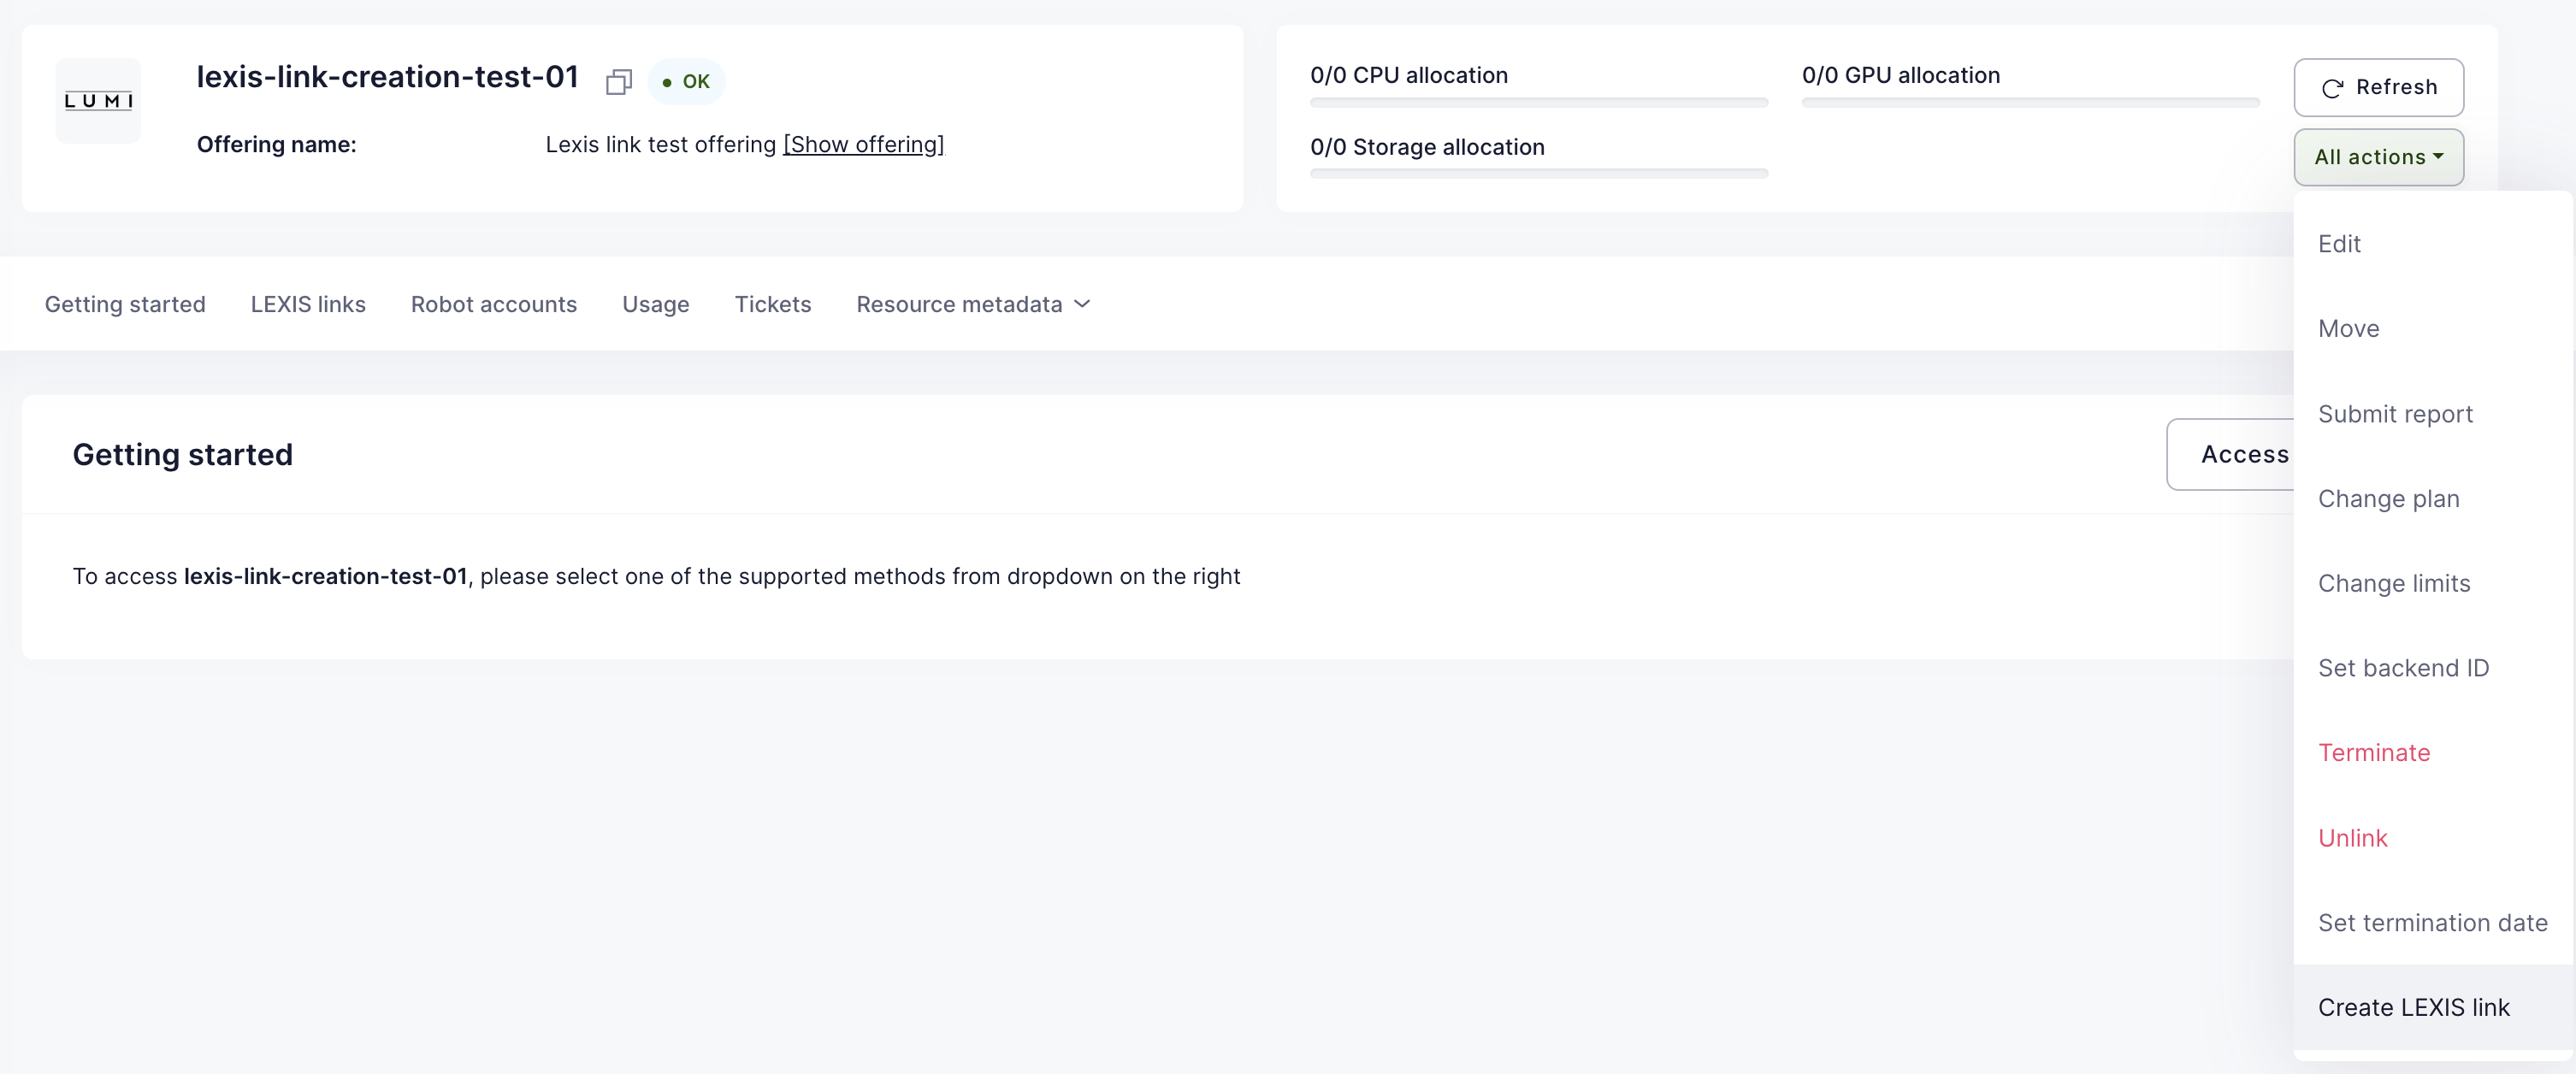 LUMI
lexis-link-creation-test-01
OK
Offering name:
Lexis link test offering [Show offering]
0/0 CPU allocation
0/0 GPU allocation
0/0 Storage allocation
Refresh
All actions
Edit
Move
Submit report
Change plan
Change limits
Set backend ID
Terminate
Unlink
Set termination date
Create LEXIS link
Getting started
LEXIS links
Robot accounts
Usage
Tickets
Resource metadata
Getting started
Access
To access lexis-link-creation-test-01, please select one of the supported methods from dropdown on the right